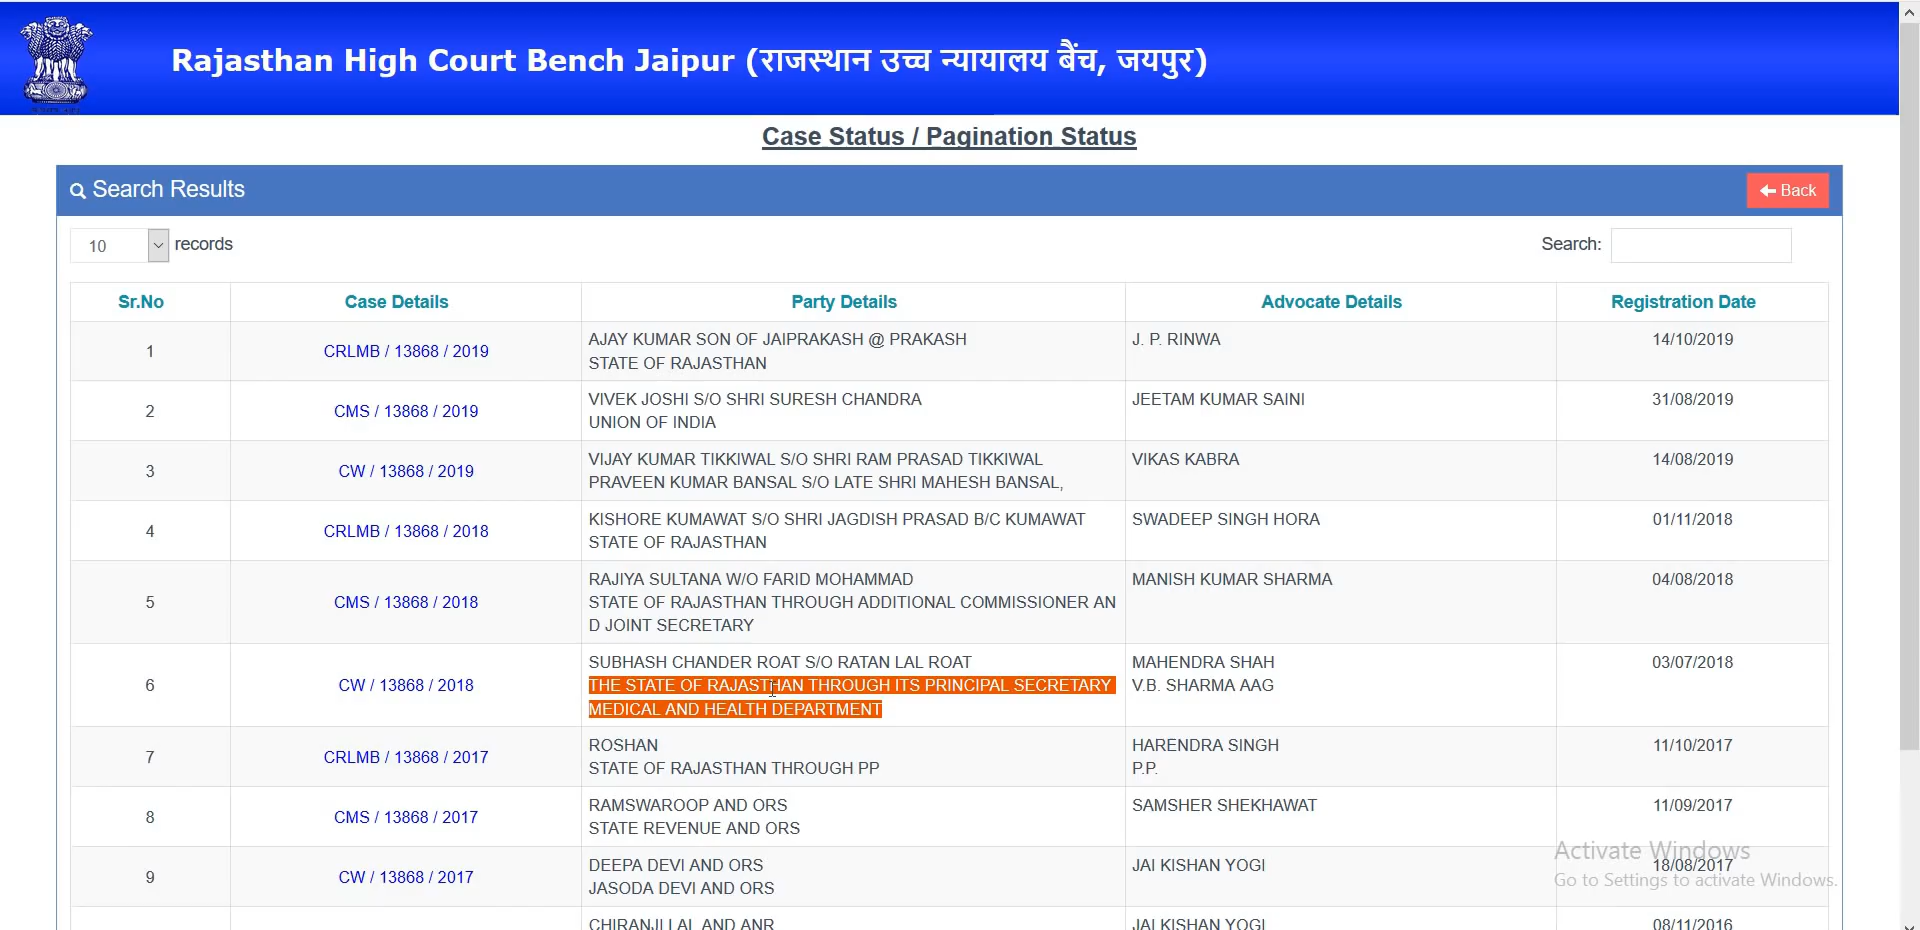 Rajasthan High Court Bench Jaipur (राजस्थान उच्च न्यायालय बैंच, जयपुर)
Case Status / Pagination Status
Search Results
Back
10 records
Search:
Sr.No Case Details Party Details Advocate Details Registration Date
1 CRLMB / 13868 / 2019 AJAY KUMAR SON OF JAIPRAKASH @ PRAKASH J. P. RINWA 14/10/2019
STATE OF RAJASTHAN
2 CMS / 13868 / 2019 VIVEK JOSHI S/O SHRI SURESH CHANDRA JEETAM KUMAR SAINI 31/08/2019
UNION OF INDIA
3 CW / 13868 / 2019 VIJAY KUMAR TIKKIWAL S/O SHRI RAM PRASAD TIKKIWAL VIKAS KABRA 14/08/2019
PRAVEEN KUMAR BANSAL S/O LATE SHRI MAHESH BANSAL,
4 CRLMB / 13868 / 2018 KISHORE KUMAWAT S/O SHRI JAGDISH PRASAD B/C KUMAWAT SWADEEP SINGH HORA 01/11/2018
STATE OF RAJASTHAN
5 CMS / 13868 / 2018 RAJIYA SULTANA W/O FARID MOHAMMAD MANISH KUMAR SHARMA 04/08/2018
STATE OF RAJASTHAN THROUGH ADDITIONAL COMMISSIONER AN
D JOINT SECRETARY
6 CW / 13868 / 2018 SUBHASH CHANDER ROAT S/O RATAN LAL ROAT MAHENDRA SHAH 03/07/2018
THE STATE OF RAJASTHAN THROUGH ITS PRINCIPAL SECRETARY V.B. SHARMA AAG
MEDICAL AND HEALTH DEPARTMENT
7 CRLMB / 13868 / 2017 ROSHAN HARENDRA SINGH 11/10/2017
STATE OF RAJASTHAN THROUGH PP P.P.
8 CMS / 13868 / 2017 RAMSWAROOP AND ORS SAMSHER SHEKHAWAT 11/09/2017
STATE REVENUE AND ORS
9 CW / 13868 / 2017 DEEPA DEVI AND ORS JAI KISHAN YOGI 18/08/2017
JASODA DEVI AND ORS
CHIRANJI LAL AND ANR JAI KISHAN YOGI 08/11/2016
Activate Windows
Go to Settings to activate Windows.